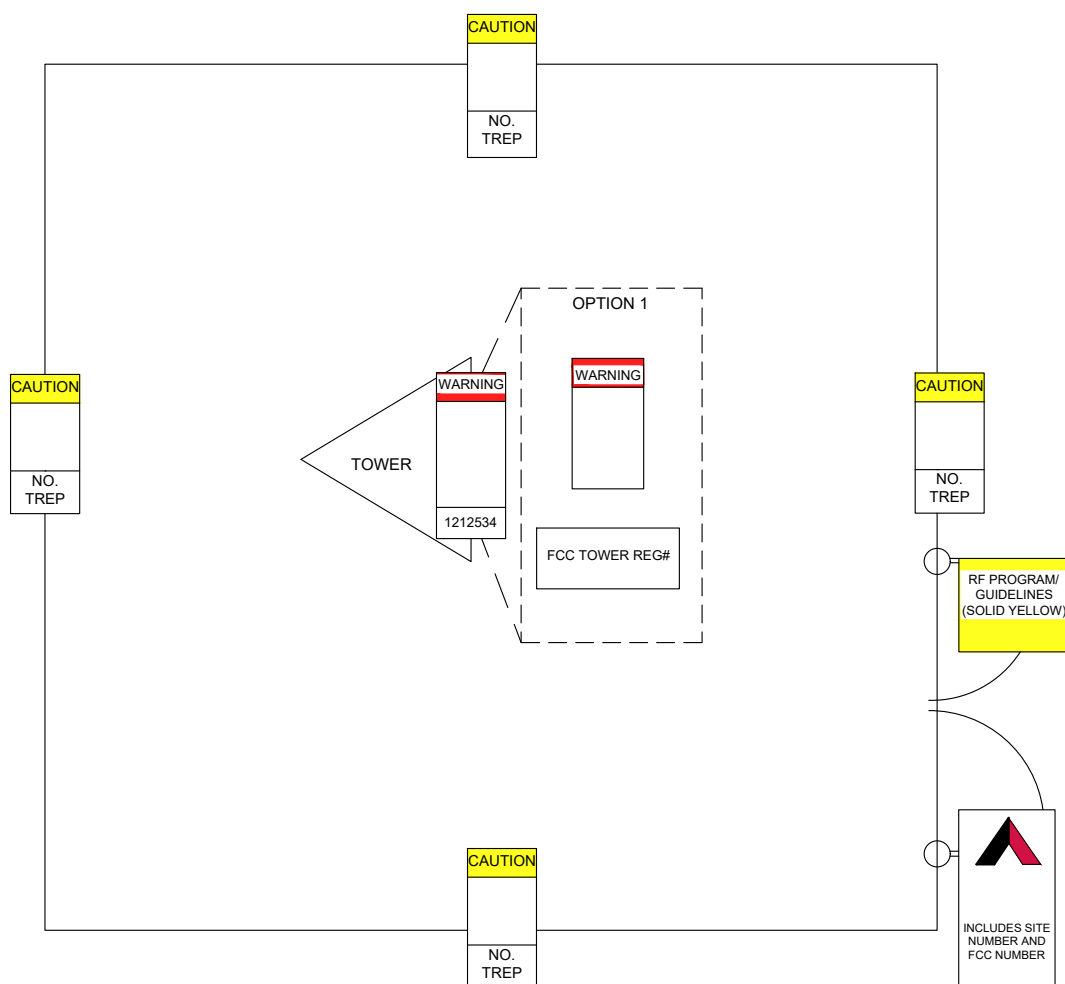 CAUTION
NO.
TREP
OPTION 1
WARNING
WARNING
CAUTION
CAUTION
TOWER
NO.
TREP
NO.
TREP
1212534
FCC TOWER REG#
RF PROGRAM/
GUIDELINES
(SOLID YELLOW)
CAUTION
NO.
TREP
INCLUDES SITE
NUMBER AND
FCC NUMBER